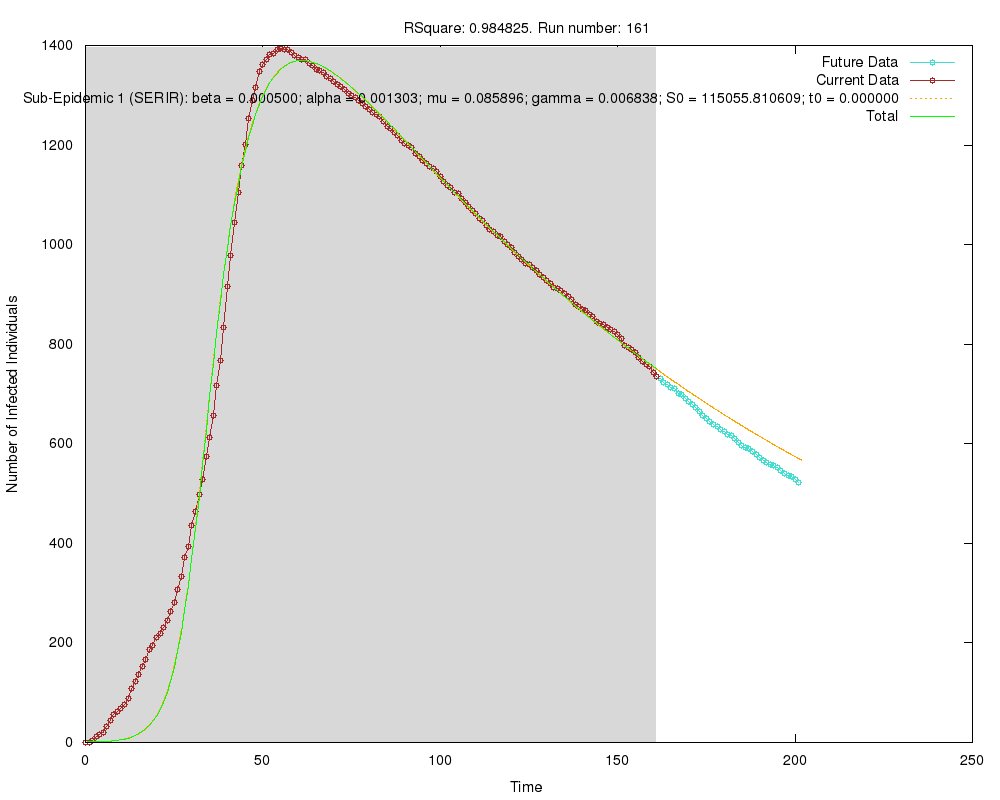 RSquare: 0.984825. Run number: 161
Future Data
Current Data
Sub-Epidemic 1 (SERIR): beta = 0.000500; alpha = 0.001303; mu = 0.085896; gamma = 0.006838; S0 = 115055.810609; t0 = 0.000000
Total
Number of Infected Individuals
1400
1200
1000
800
600
400
200
0
0 50 100 150 200 250
Time